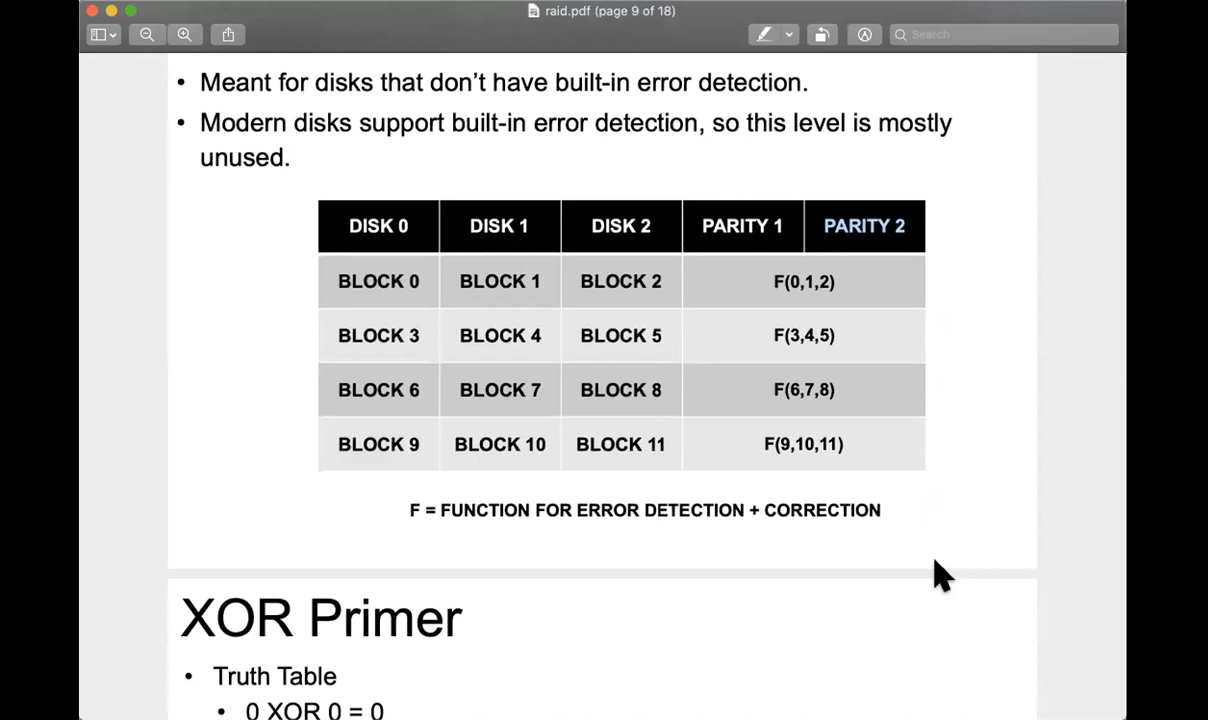 raid.pdf (page 9 of 18)
Search
• Meant for disks that don't have built-in error detection.
• Modern disks support built-in error detection, so this level is mostly
unused.
DISK 0 DISK 1 DISK 2 PARITY 1 PARITY 2
BLOCK 0 BLOCK 1 BLOCK 2 F(0,1,2)
BLOCK 3 BLOCK 4 BLOCK 5 F(3,4,5)
BLOCK 6 BLOCK 7 BLOCK 8 F(6,7,8)
BLOCK 9 BLOCK 10 BLOCK 11 F(9,10,11)
F = FUNCTION FOR ERROR DETECTION + CORRECTION
XOR Primer
• Truth Table
• 0 XOR 0 = 0